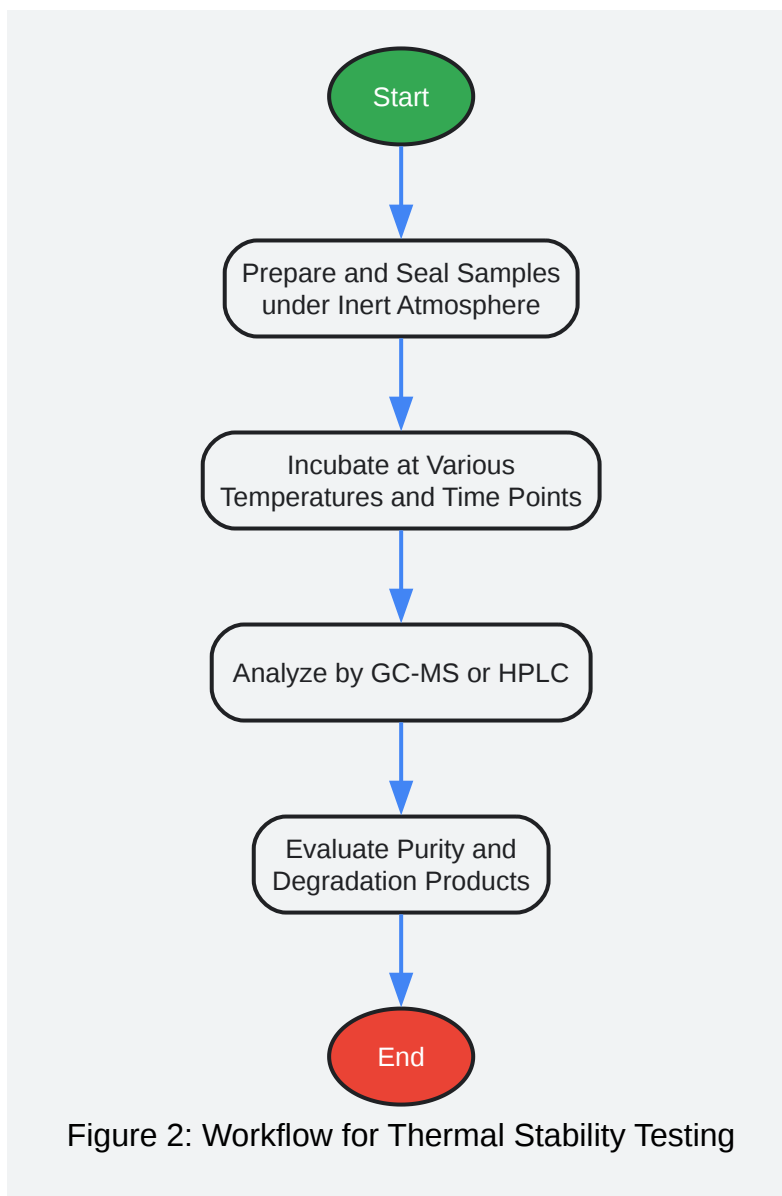 Start
Prepare and Seal Samples
under Inert Atmosphere
Incubate at Various
Temperatures and Time Points
Analyze by GC-MS or HPLC
Evaluate Purity and
Degradation Products
End
Figure 2: Workflow for Thermal Stability Testing